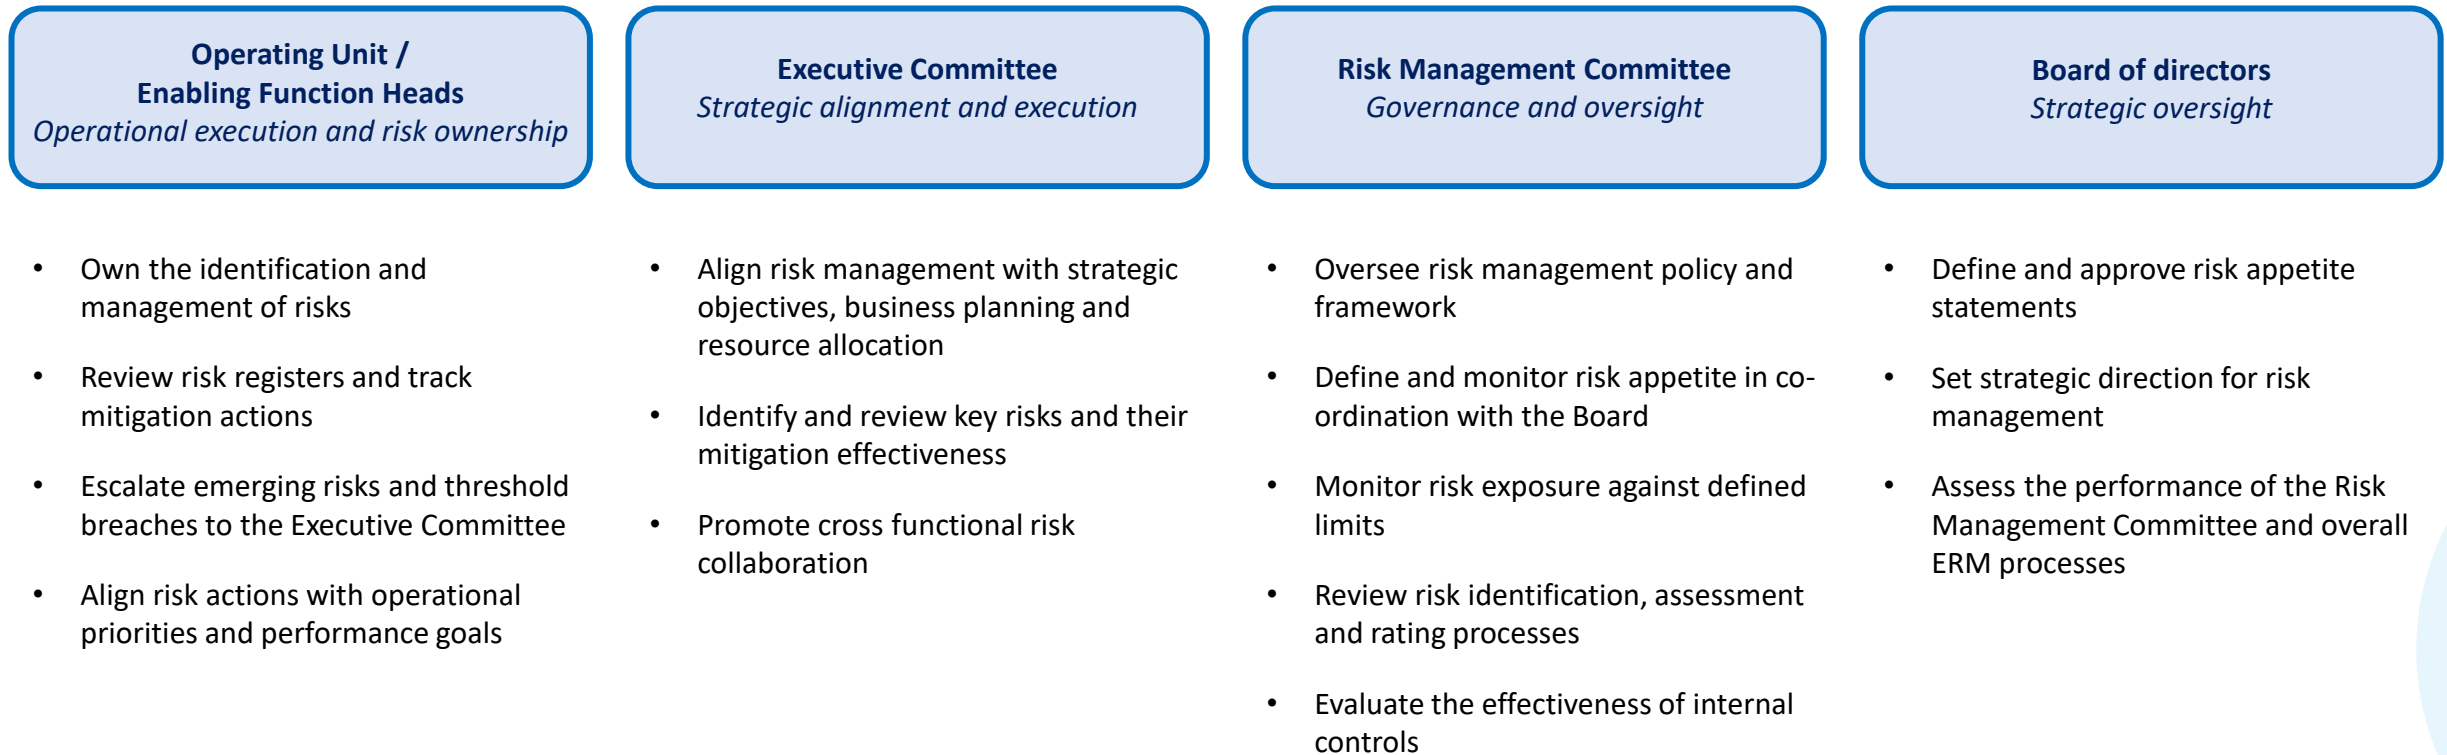 Operating Unit /
Enabling Function Heads
Operational execution and risk ownership
• Own the identification and
management of risks
• Review risk registers and track
mitigation actions
• Escalate emerging risks and threshold
breaches to the Executive Committee
• Align risk actions with operational
priorities and performance goals
Executive Committee
Strategic alignment and execution
• Align risk management with strategic
objectives, business planning and
resource allocation
• Identify and review key risks and their
mitigation effectiveness
• Promote cross functional risk
collaboration
Risk Management Committee
Governance and oversight
• Oversee risk management policy and
framework
• Define and monitor risk appetite in co-
ordination with the Board
• Monitor risk exposure against defined
limits
• Review risk identification, assessment
and rating processes
• Evaluate the effectiveness of internal
controls
Board of directors
Strategic oversight
• Define and approve risk appetite
statements
• Set strategic direction for risk
management
• Assess the performance of the Risk
Management Committee and overall
ERM processes